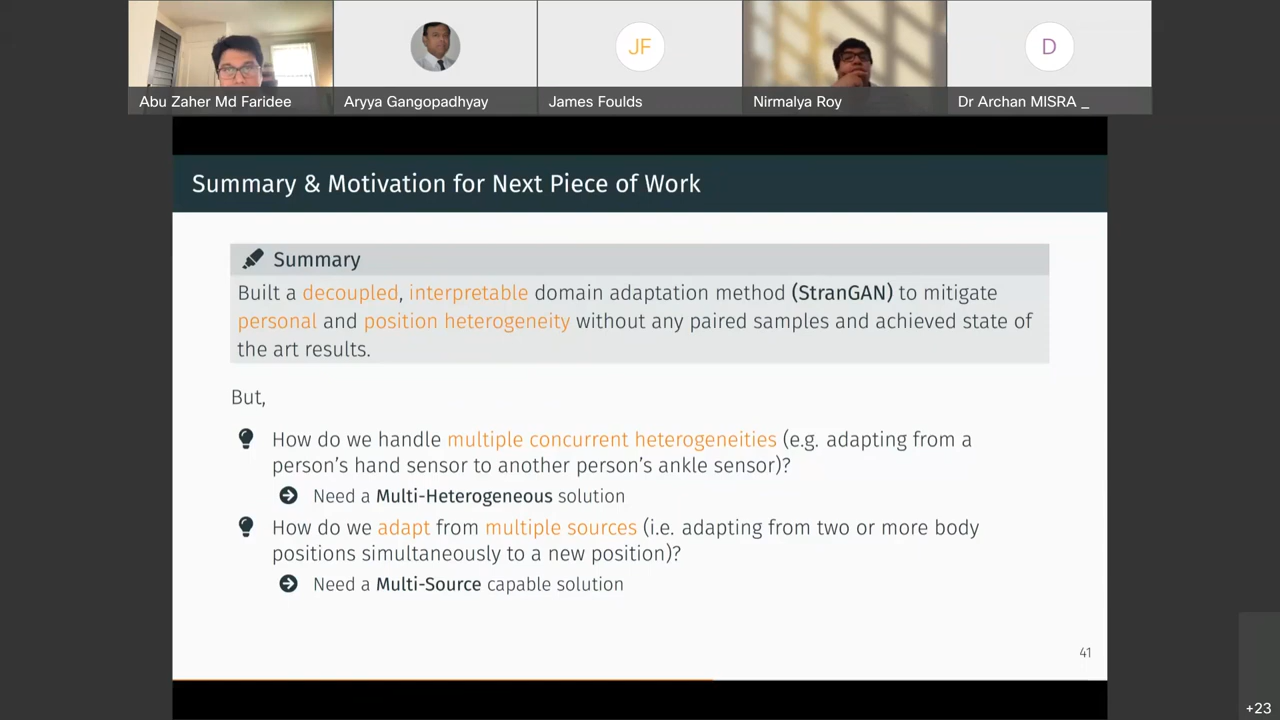 Abu Zaher Md Faridee
Aryya Gangopadhyay
JF
James Foulds
Nirmalya Roy
D
Dr Archan MISRA _
Summary & Motivation for Next Piece of Work
Summary
Built a decoupled, interpretable domain adaptation method (StranGAN) to mitigate
personal and position heterogeneity without any paired samples and achieved state of
the art results.
But,
How do we handle multiple concurrent heterogeneities (e.g. adapting from a
person's hand sensor to another person's ankle sensor)?
Need a Multi-Heterogeneous solution
How do we adapt from multiple sources (i.e. adapting from two or more body
positions simultaneously to a new position)?
Need a Multi-Source capable solution
41
+23